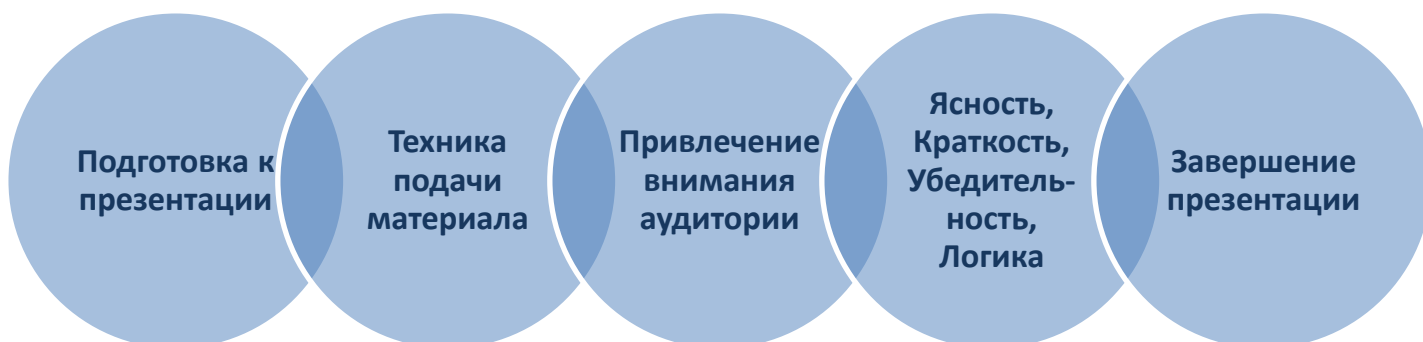 Подготовка к
презентации
Техника
подачи
материала
Привлечение
внимания
аудитории
Ясность,
Краткость,
Убедитель-
ность,
Логика
Завершение
презентации